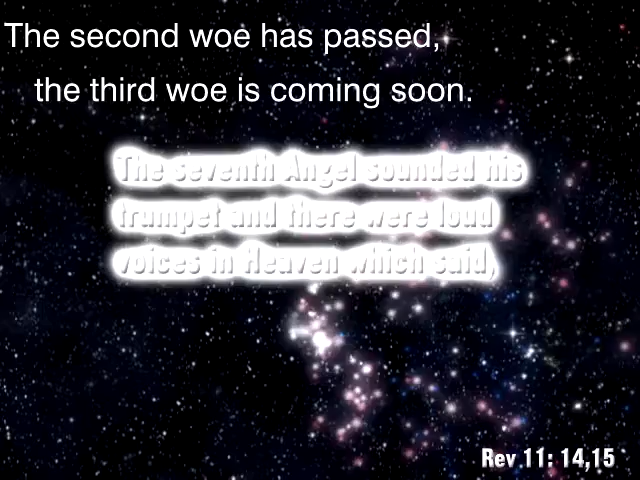 The second woe has passed,
the third woe is coming soon.
The seventh Angel sounded his
trumpet and there were loud
voices in Heaven which said,
Rev 11: 14,15